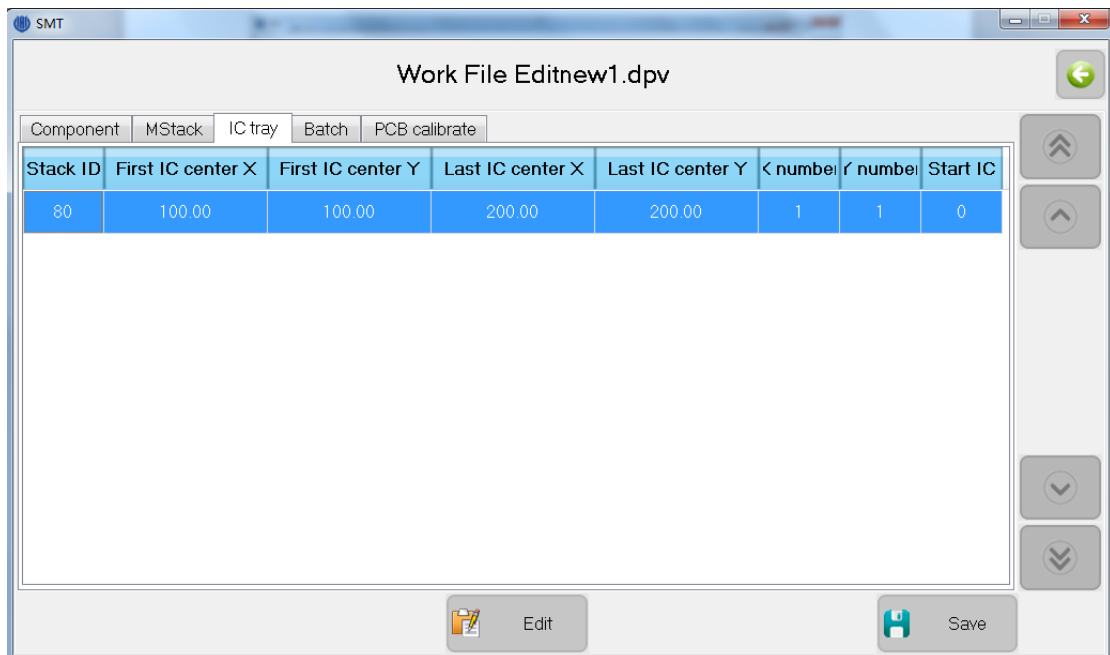 SMT
Work File Editnew1.dpv
Component MStack IC tray Batch PCB calibrate
Stack ID First IC center X First IC center Y Last IC center X Last IC center Y X number Y number Start IC
80 100.00 100.00 200.00 200.00 1 1 0
Edit Save